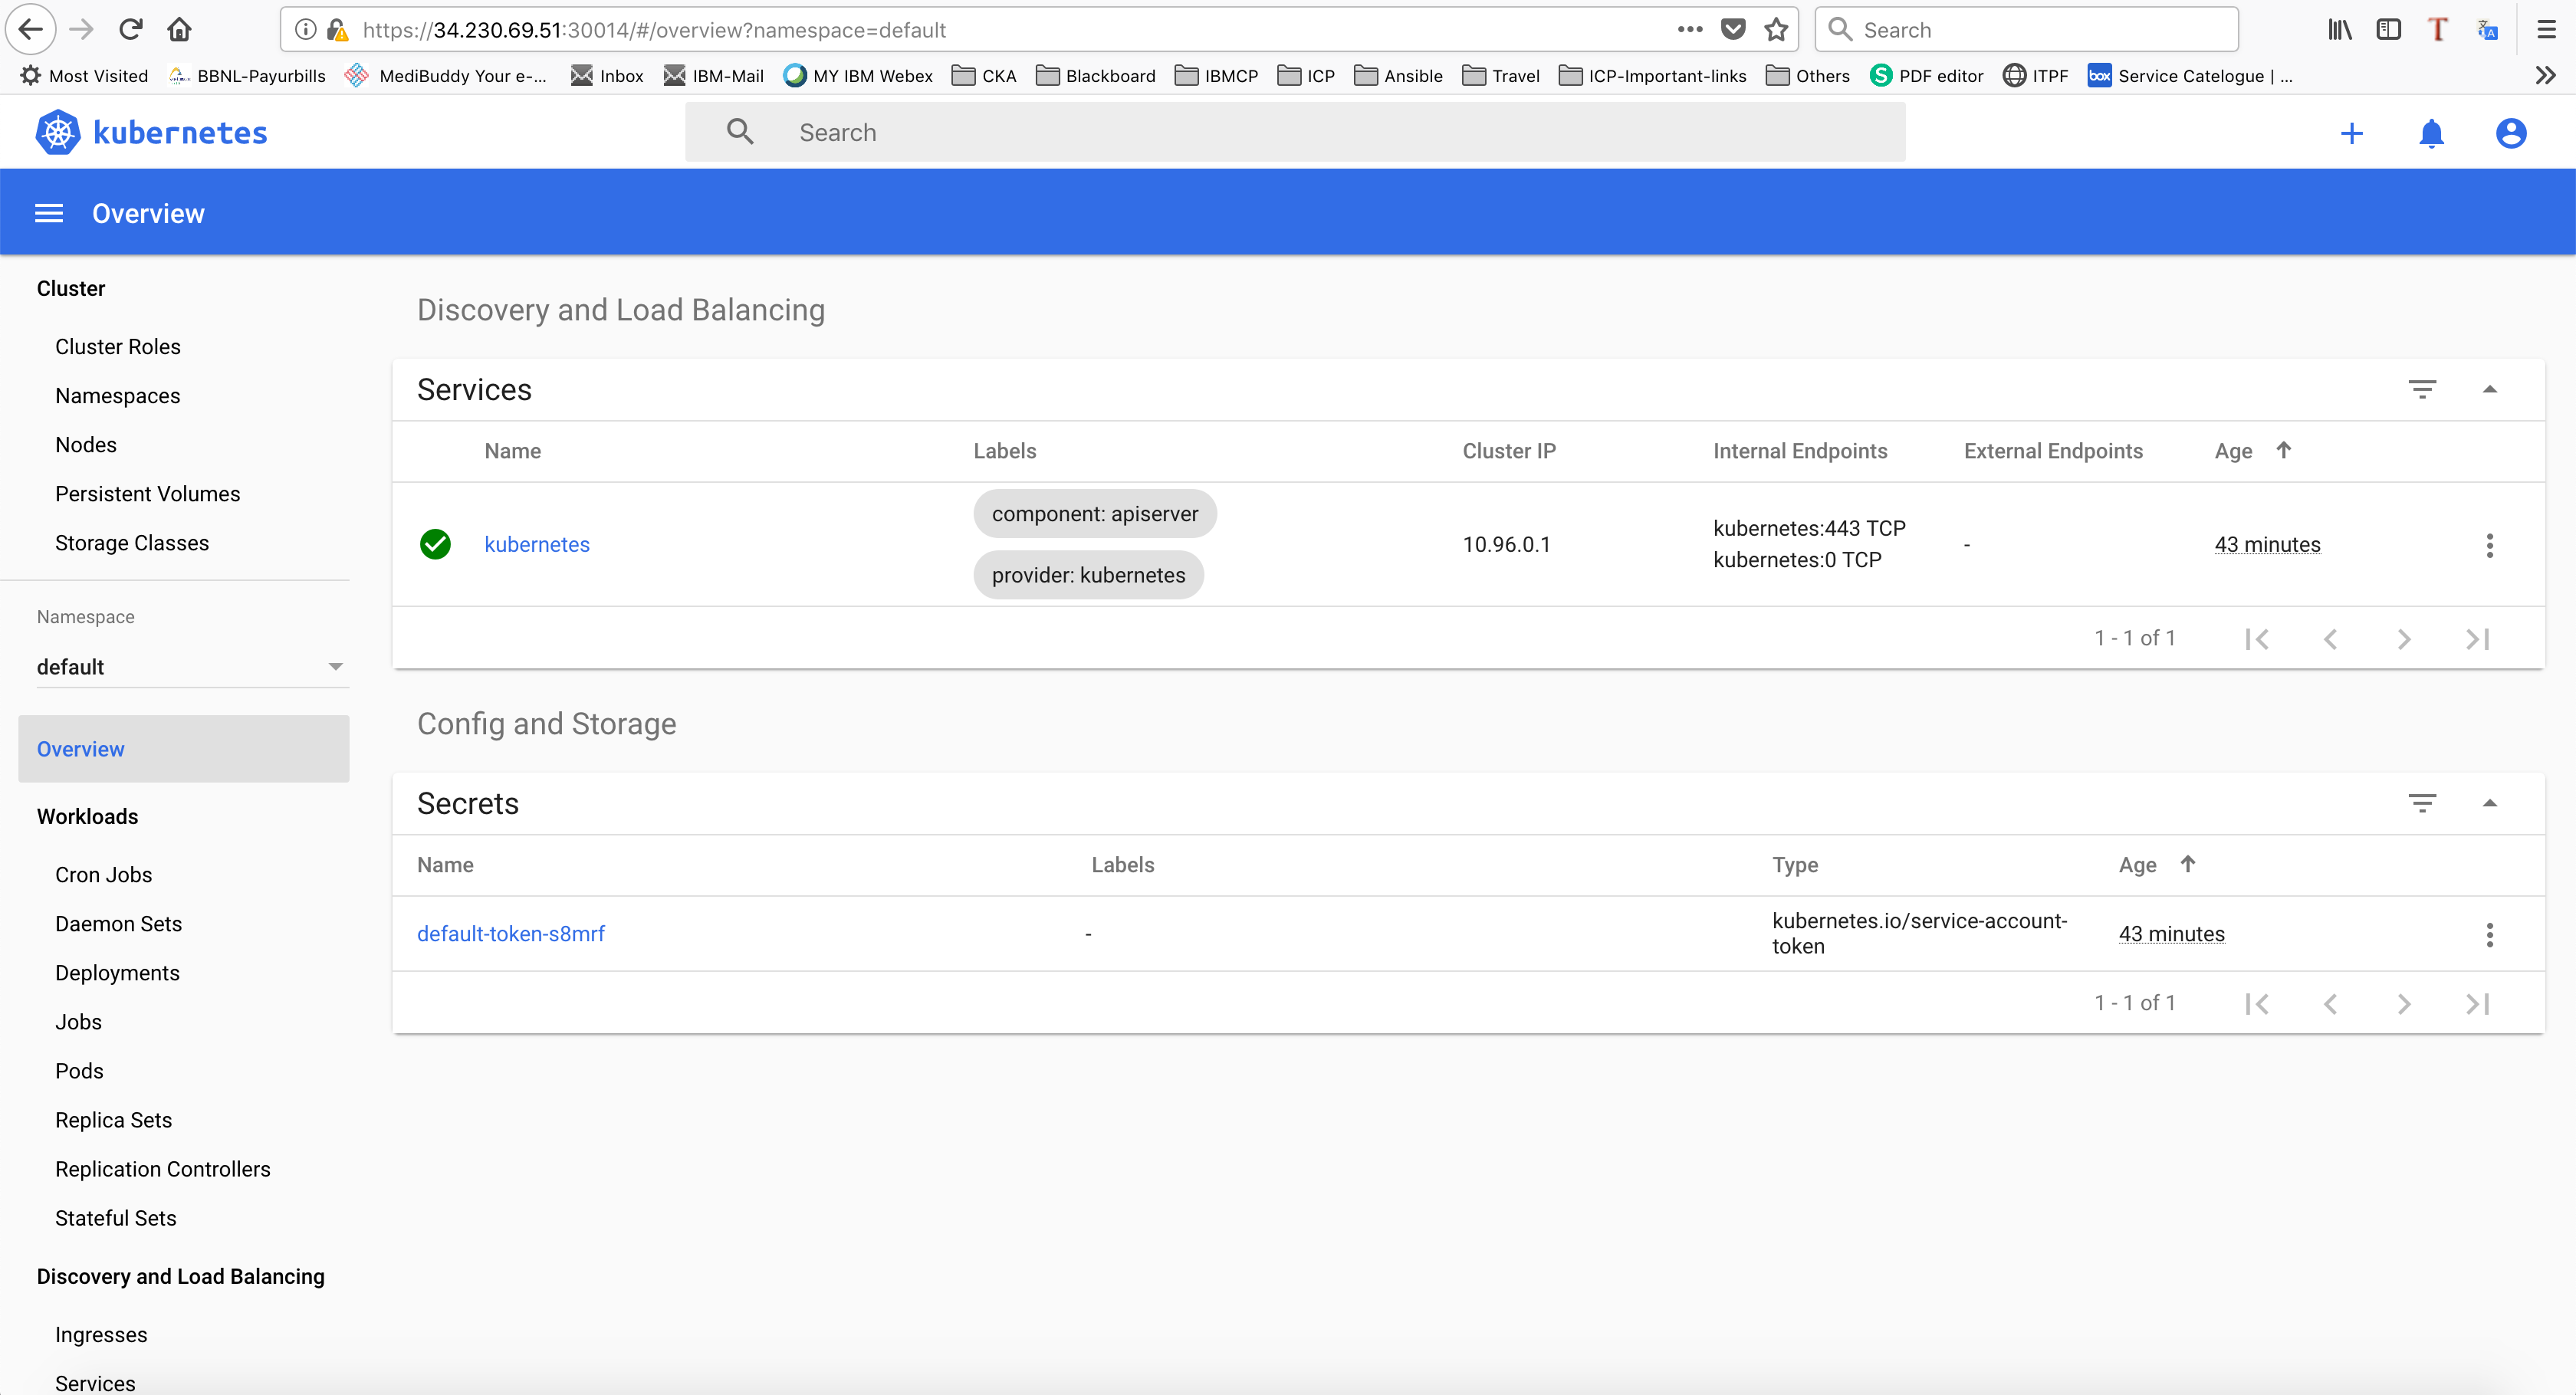 https://34.230.69.51:30014/#/overview?namespace=default
Search
Most Visited BBNL-Payurbills MediBuddy Your e-... Inbox IBM-Mail MY IBM Webex CKA Blackboard IBMCP ICP Ansible Travel ICP-Important-links Others PDF editor ITPF Service Catelogue | ...
kubernetes
Search
Overview
Cluster
Cluster Roles
Namespaces
Nodes
Persistent Volumes
Storage Classes
Namespace
default
Overview
Workloads
Cron Jobs
Daemon Sets
Deployments
Jobs
Pods
Replica Sets
Replication Controllers
Stateful Sets
Discovery and Load Balancing
Ingresses
Services
Discovery and Load Balancing
Services
Name Labels Cluster IP Internal Endpoints External Endpoints Age
kubernetes
component: apiserver
provider: kubernetes
10.96.0.1
kubernetes:443 TCP
kubernetes:0 TCP
-
43 minutes
1 - 1 of 1
Config and Storage
Secrets
Name Labels Type Age
default-token-s8mrf
-
kubernetes.io/service-account-
token
43 minutes
1 - 1 of 1